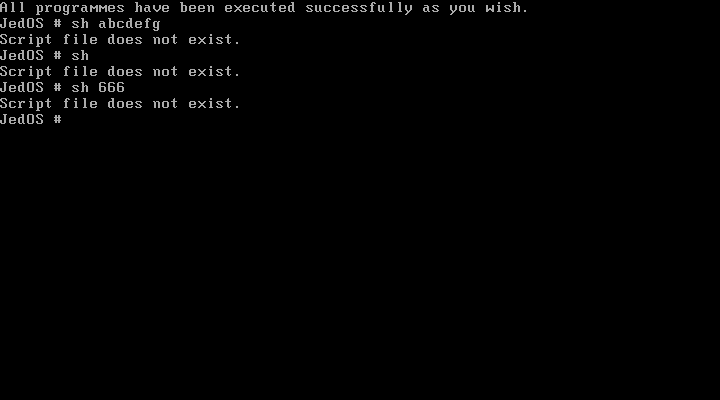 All programmes have been executed successfully as you wish.
JedOS # sh abcdefg
Script file does not exist.
JedOS # sh
Script file does not exist.
JedOS # sh 666
Script file does not exist.
JedOS #